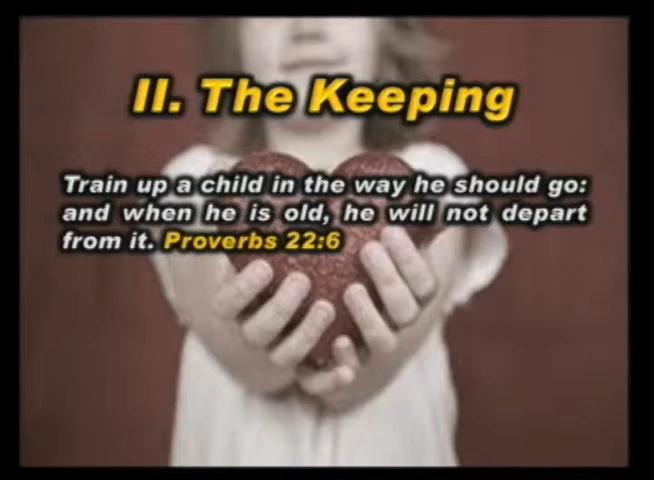 II. The Keeping
Train up a child in the way he should go:
and when he is old, he will not depart
from it. Proverbs 22:6